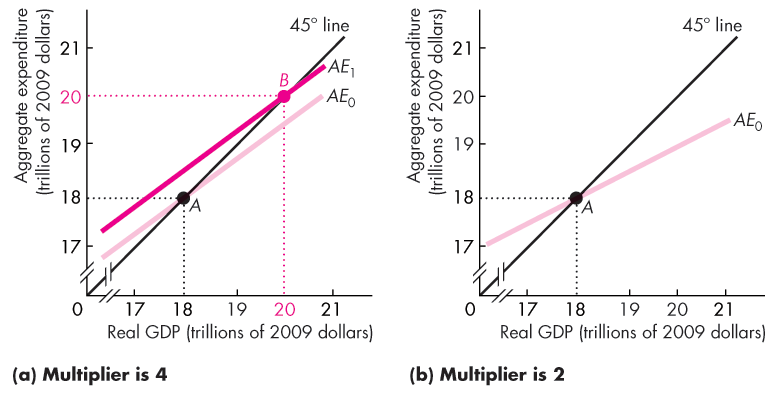 Aggregate expenditure
(trillions of 2009 dollars)
45° line
21
20
19
18
17
0
AE1
AE0
B
A
17 18 19 20 21
Real GDP (trillions of 2009 dollars)
(a) Multiplier is 4
Aggregate expenditure
(trillions of 2009 dollars)
45° line
21
20
19
18
17
0
AE0
A
17 18 19 20 21
Real GDP (trillions of 2009 dollars)
(b) Multiplier is 2